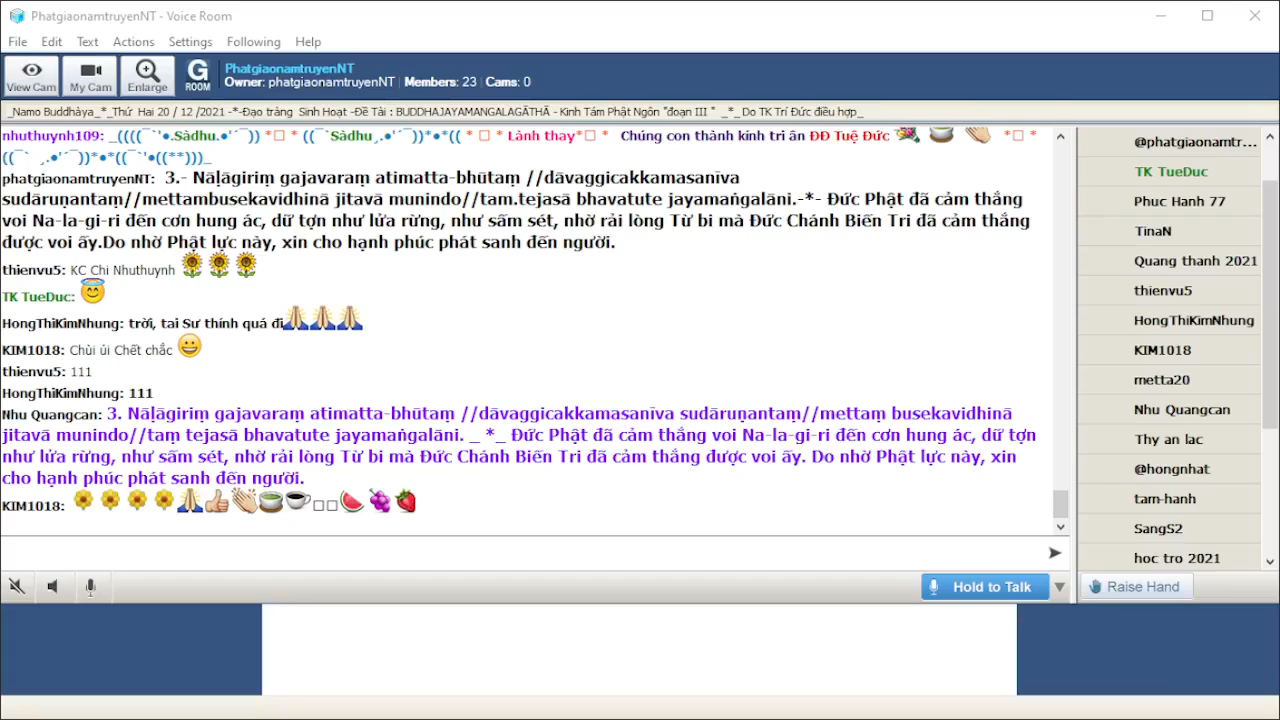 PhatgiaonamtruyenNT - Voice Room
File Edit Text Actions Settings Following Help
View Cam My Cam Enlarge G ROOM
PhatgiaonamtruyenNT
Owner: phatgiaonamtruyenNT | Members: 23 | Cams: 0
_Namo Buddhàya_*_Thứ Hai 20 / 12 /2021 -*-Đạo tràng Sinh Hoạt -Đề Tài : BUDDHAJAYAMANGALAGĀTHĀ - Kinh Tám Phật Ngôn "đoạn III " _*_ Do TK Trí Đức điều hợp_
nhuthuynh109: _((((¯`'•.Sàdhu.•'´¯)) *□ * ((¯`Sàdhu¸.•'´¯))*•*(( * □ * Lành thay*□ * Chúng con thành kính tri ân ĐĐ Tuệ Đức 💐 🍵 👏 *□ *
((¯` ¸.•'´¯))*•*((¯`'•((**)))_
phatgiaonamtruyenNT: 3.- Nāḷāgiriṃ gajavaraṃ atimatta-bhūtaṃ //dāvaggicakkamasanīva
sudāruṇantaṃ//mettambusekavidhinā jitavā munindo//tam.tejasā bhavatute jayamaṅgalāni.-*- Đức Phật đã cảm thắng
voi Na-la-gi-ri đến cơn hung ác, dữ tợn như lửa rừng, như sấm sét, nhờ rải lòng Từ bi mà Đức Chánh Biến Tri đã cảm thắng
được voi ấy.Do nhờ Phật lực này, xin cho hạnh phúc phát sanh đến người.
thienvu5: KC Chi Nhuthuynh 🌻 🌻 🌻
TK TueDuc: 😇
HongThiKimNhung: trời, tai Sư thính quá đi🙏🙏🙏
KIM1018: Chùi ủi Chết chắc 😀
thienvu5: 111
HongThiKimNhung: 111
Nhu Quangcan: 3. Nāḷāgiriṃ gajavaraṃ atimatta-bhūtaṃ //dāvaggicakkamasanīva sudāruṇantaṃ//mettaṃ busekavidhinā
jitavā munindo//taṃ tejasā bhavatute jayamaṅgalāni. _ *_ Đức Phật đã cảm thắng voi Na-la-gi-ri đến cơn hung ác, dữ tợn
như lửa rừng, như sấm sét, nhờ rải lòng Từ bi mà Đức Chánh Biến Tri đã cảm thắng được voi ấy. Do nhờ Phật lực này, xin
cho hạnh phúc phát sanh đến người.
KIM1018: 🌼 🌼 🌼 🌼🙏👍👏🍵☕□□🍉🍇🍓
@phatgiaonamtr...
TK TueDuc
Phuc Hanh 77
TinaN
Quang thanh 2021
thienvu5
HongThiKimNhung
KIM1018
metta20
Nhu Quangcan
Thy an lac
@hongnhat
tam-hanh
SangS2
hoc tro 2021
Hold to Talk
Raise Hand